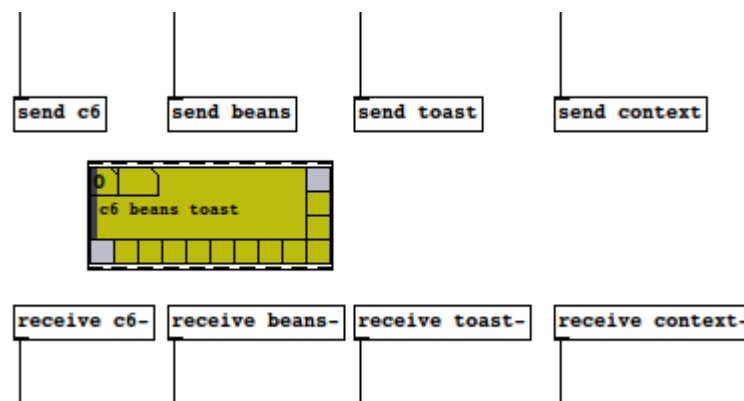 send c6
send beans
send toast
send context
0
c6 beans toast
receive c6-
receive beans-
receive toast-
receive context-